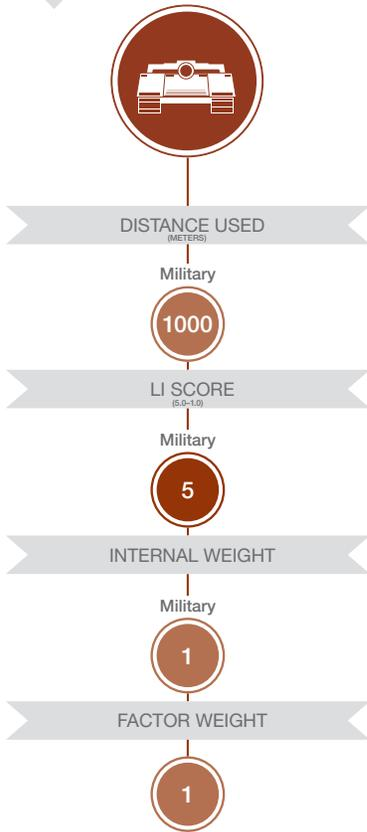 DISTANCE USED
(METERS)
Military
1000
LI SCORE
(5.0–1.0)
Military
5
INTERNAL WEIGHT
Military
1
FACTOR WEIGHT
1